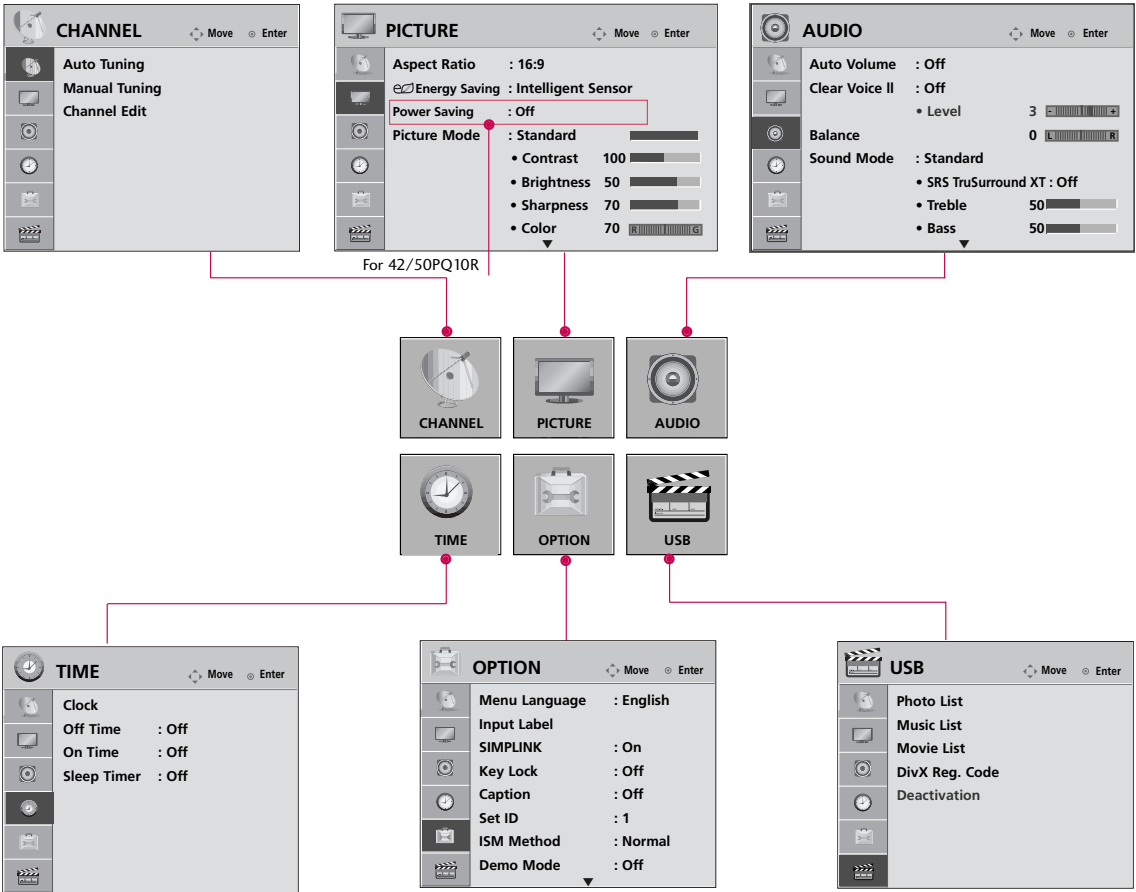 CHANNEL Move Enter
Auto Tuning
Manual Tuning
Channel Edit
PICTURE Move Enter
Aspect Ratio : 16:9
Energy Saving : Intelligent Sensor
Power Saving : Off
Picture Mode : Standard
• Contrast 100
• Brightness 50
• Sharpness 70
• Color 70 R G
For 42/50PQ10R
AUDIO Move Enter
Auto Volume : Off
Clear Voice ll : Off
• Level 3 - +
Balance 0 L R
Sound Mode : Standard
• SRS TruSurround XT : Off
• Treble 50
• Bass 50
CHANNEL
PICTURE
AUDIO
TIME
OPTION
USB
TIME Move Enter
Clock
Off Time : Off
On Time : Off
Sleep Timer : Off
OPTION Move Enter
Menu Language : English
Input Label
SIMPLINK : On
Key Lock : Off
Caption : Off
Set ID : 1
ISM Method : Normal
Demo Mode : Off
USB Move Enter
Photo List
Music List
Movie List
DivX Reg. Code
Deactivation